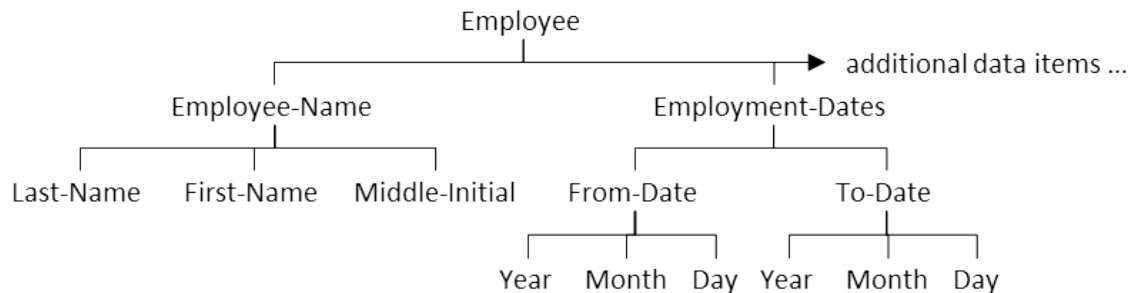 Employee
additional data items ...
Employee-Name Employment-Dates
Last-Name First-Name Middle-Initial From-Date To-Date
Year Month Day Year Month Day